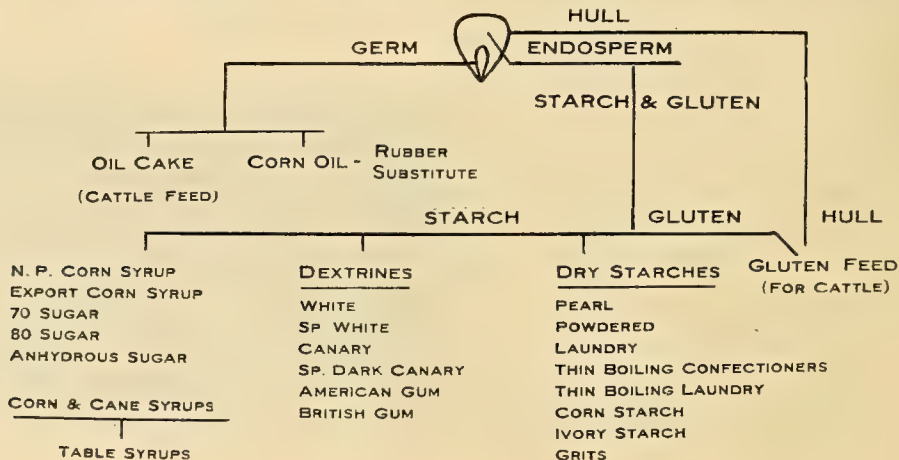 HULL
GERM
ENDOSPERM
STARCH & GLUTEN
OIL CAKE
(CATTLE FEED)
CORN OIL - RUBBER
SUBSTITUTE
STARCH
GLUTEN
HULL
N. P. CORN SYRUP
EXPORT CORN SYRUP
70 SUGAR
80 SUGAR
ANHYDROUS SUGAR
CORN & CANE SYRUPS
TABLE SYRUPS
DEXTRINES
WHITE
SP WHITE
CANARY
SP. DARK CANARY
AMERICAN GUM
BRITISH GUM
DRY STARCHES
PEARL
POWDERED
LAUNDRY
THIN BOILING CONFECTIONERS
THIN BOILING LAUNDRY
CORN STARCH
IVORY STARCH
GRITS
GLUTEN FEED
(FOR CATTLE)